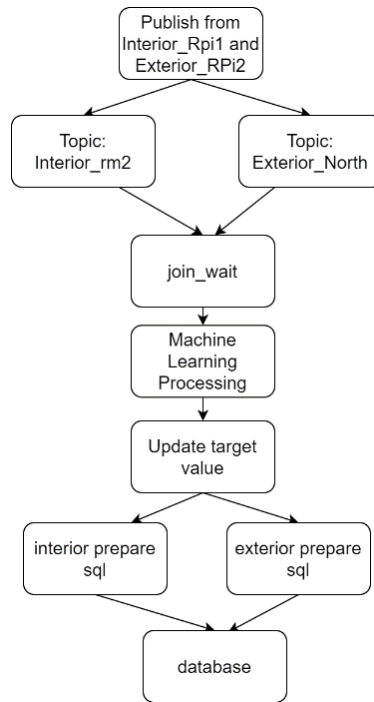 Publish from
Interior_Rpi1 and
Exterior_RPi2
Topic:
Interior_rm2
Topic:
Exterior_North
join_wait
Machine
Learning
Processing
Update target
value
interior prepare
sql
exterior prepare
sql
database